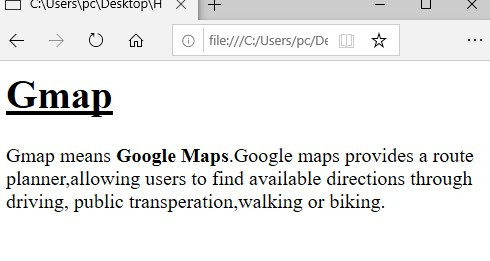 C:\Users\pc\Desktop\H
file:///C:/Users/pc/De
Gmap
Gmap means Google Maps.Google maps provides a route
planner,allowing users to find available directions through
driving, public transperation,walking or biking.